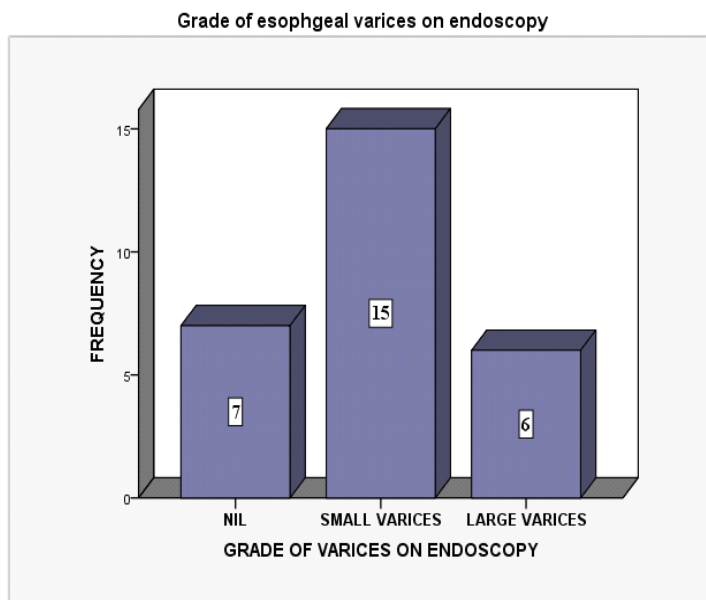 Grade of esophgeal varices on endoscopy
15
10
5
0
FREQUENCY
7
15
6
NIL
SMALL VARICES
LARGE VARICES
GRADE OF VARICES ON ENDOSCOPY